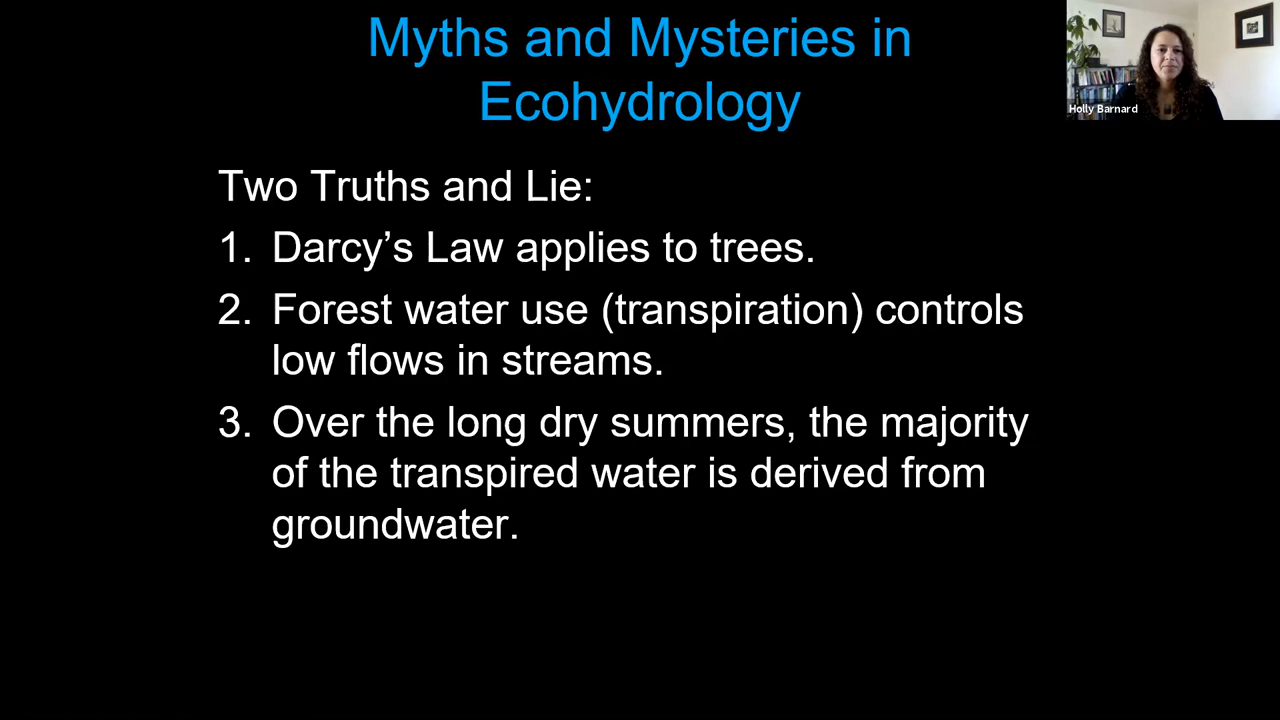 Myths and Mysteries in
Ecohydrology
Holly Barnard
Two Truths and Lie:
1. Darcy’s Law applies to trees.
2. Forest water use (transpiration) controls
low flows in streams.
3. Over the long dry summers, the majority
of the transpired water is derived from
groundwater.